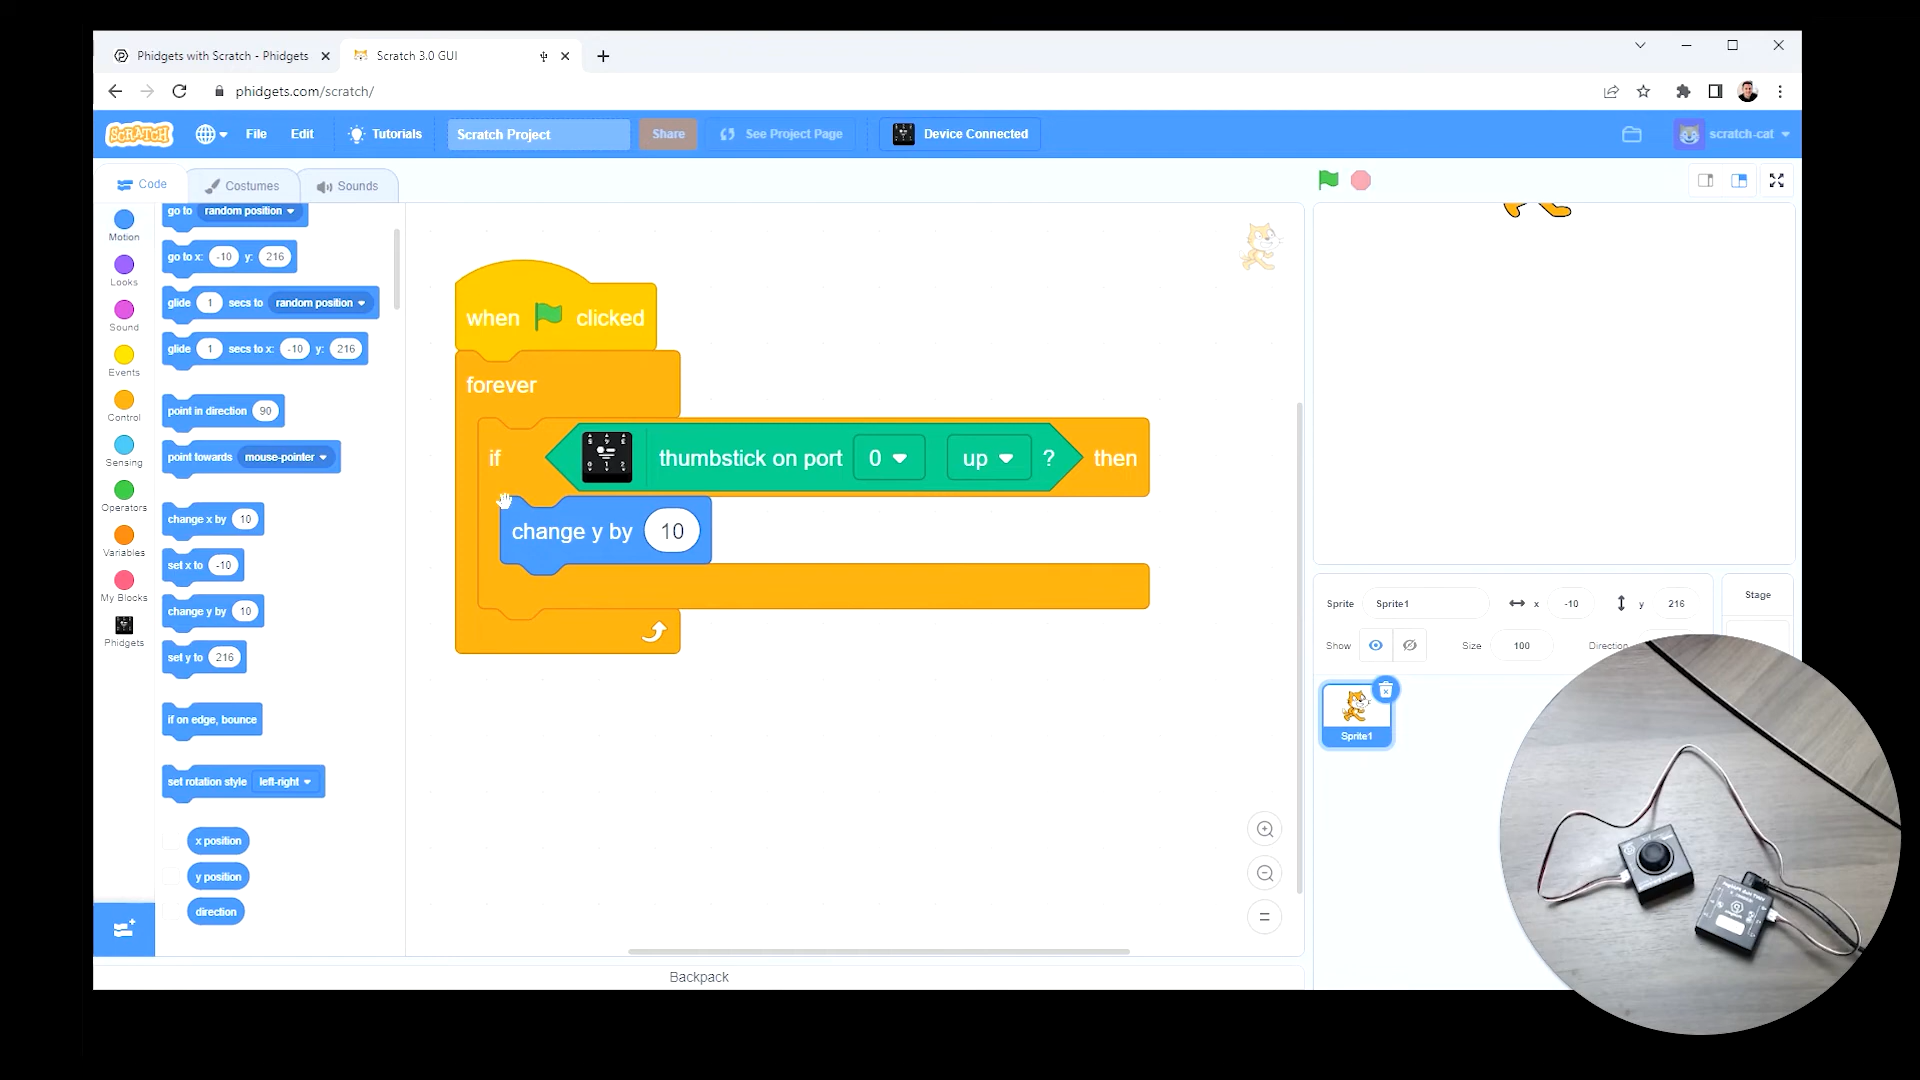 Phidgets with Scratch - Phidgets
Scratch 3.0 GUI
phidgets.com/scratch/
SCRATCH
File
Edit
Tutorials
Scratch Project
Share
See Project Page
Device Connected
scratch-cat
Code
Costumes
Sounds
Motion
Looks
Sound
Events
Control
Sensing
Operators
Variables
My Blocks
Phidgets
go to random position
go to x: -10 y: 216
glide 1 secs to random position
glide 1 secs to x: -10 y: 216
point in direction 90
point towards mouse-pointer
change x by 10
set x to -10
change y by 10
set y to 216
if on edge, bounce
set rotation style left-right
x position
y position
direction
when clicked
forever
if thumbstick on port 0 up ? then
change y by 10
Backpack
Sprite Sprite1 x -10 y 216
Show Size 100 Direction
Sprite1
Stage